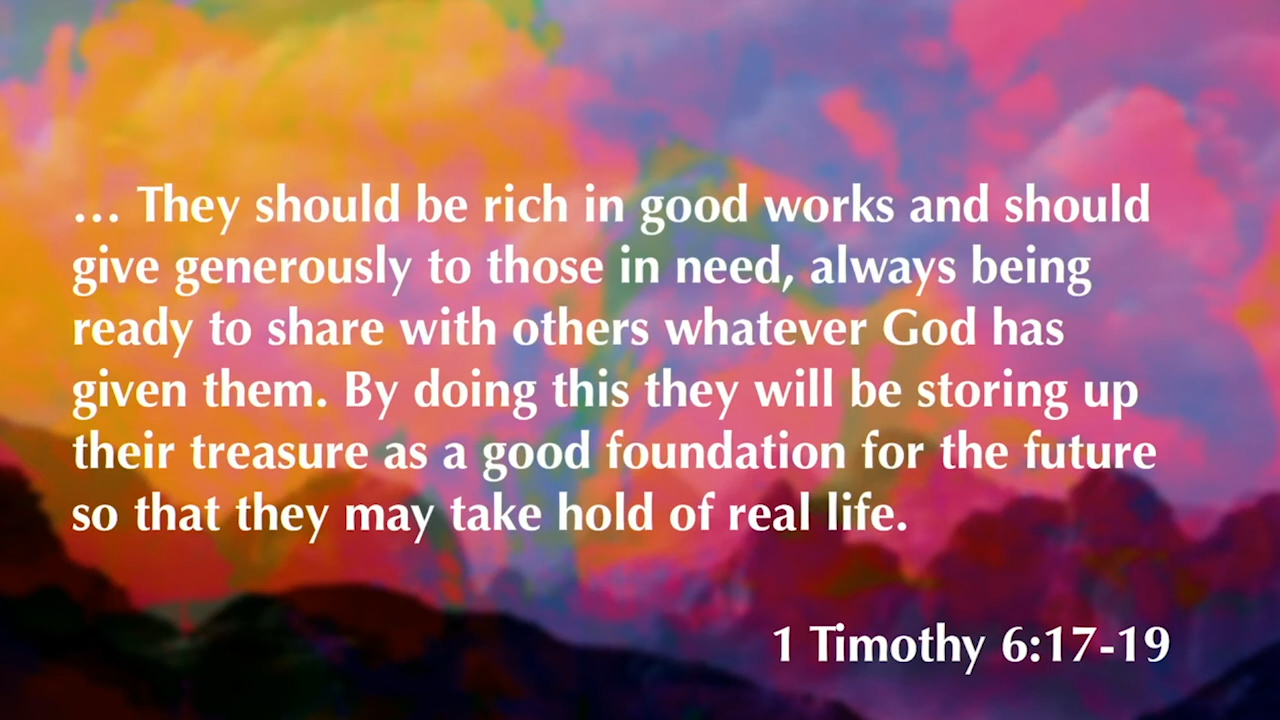 ... They should be rich in good works and should
give generously to those in need, always being
ready to share with others whatever God has
given them. By doing this they will be storing up
their treasure as a good foundation for the future
so that they may take hold of real life.
1 Timothy 6:17-19